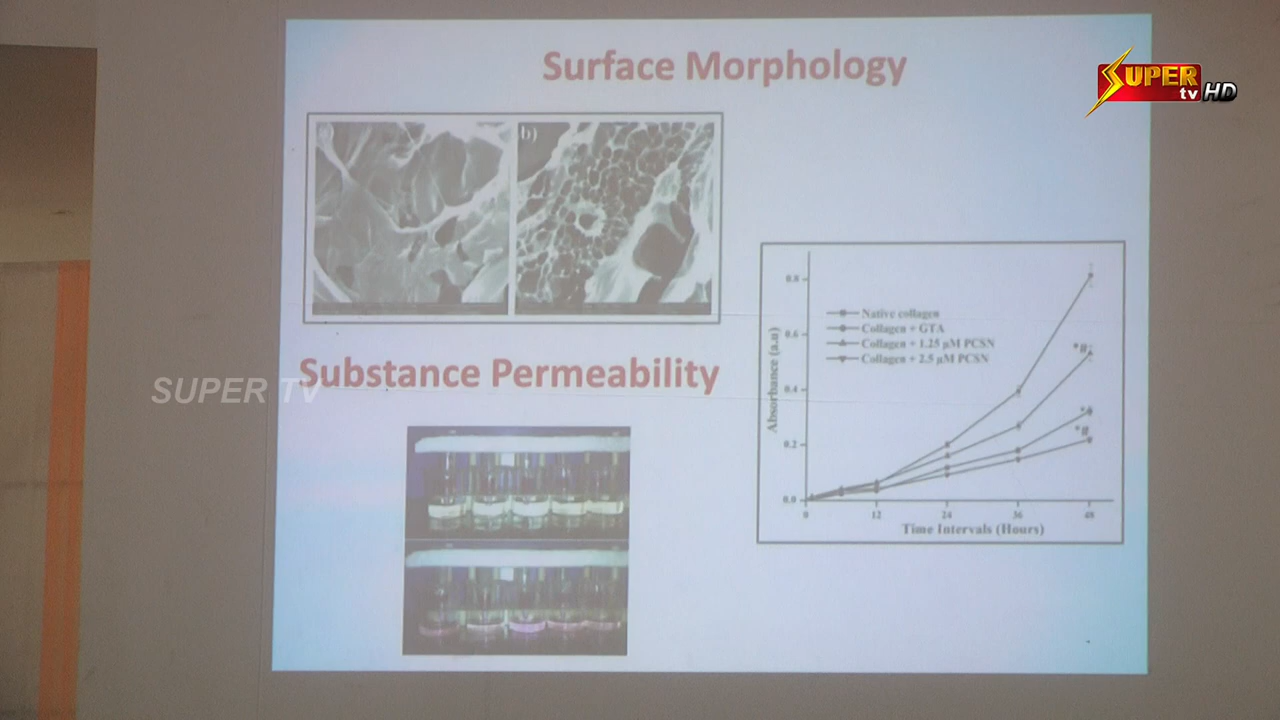 Surface Morphology
SUPER
tv HD
a)
b)
Substance Permeability
SUPER TV
Native collagen
Collagen + GTA
Collagen + 1.25 µM PCSN
Collagen + 2.5 µM PCSN
Absorbance (a.u)
0.8
0.6
0.4
0.2
0.0
*#
*#
0 12 24 36 48
Time Intervals (Hours)